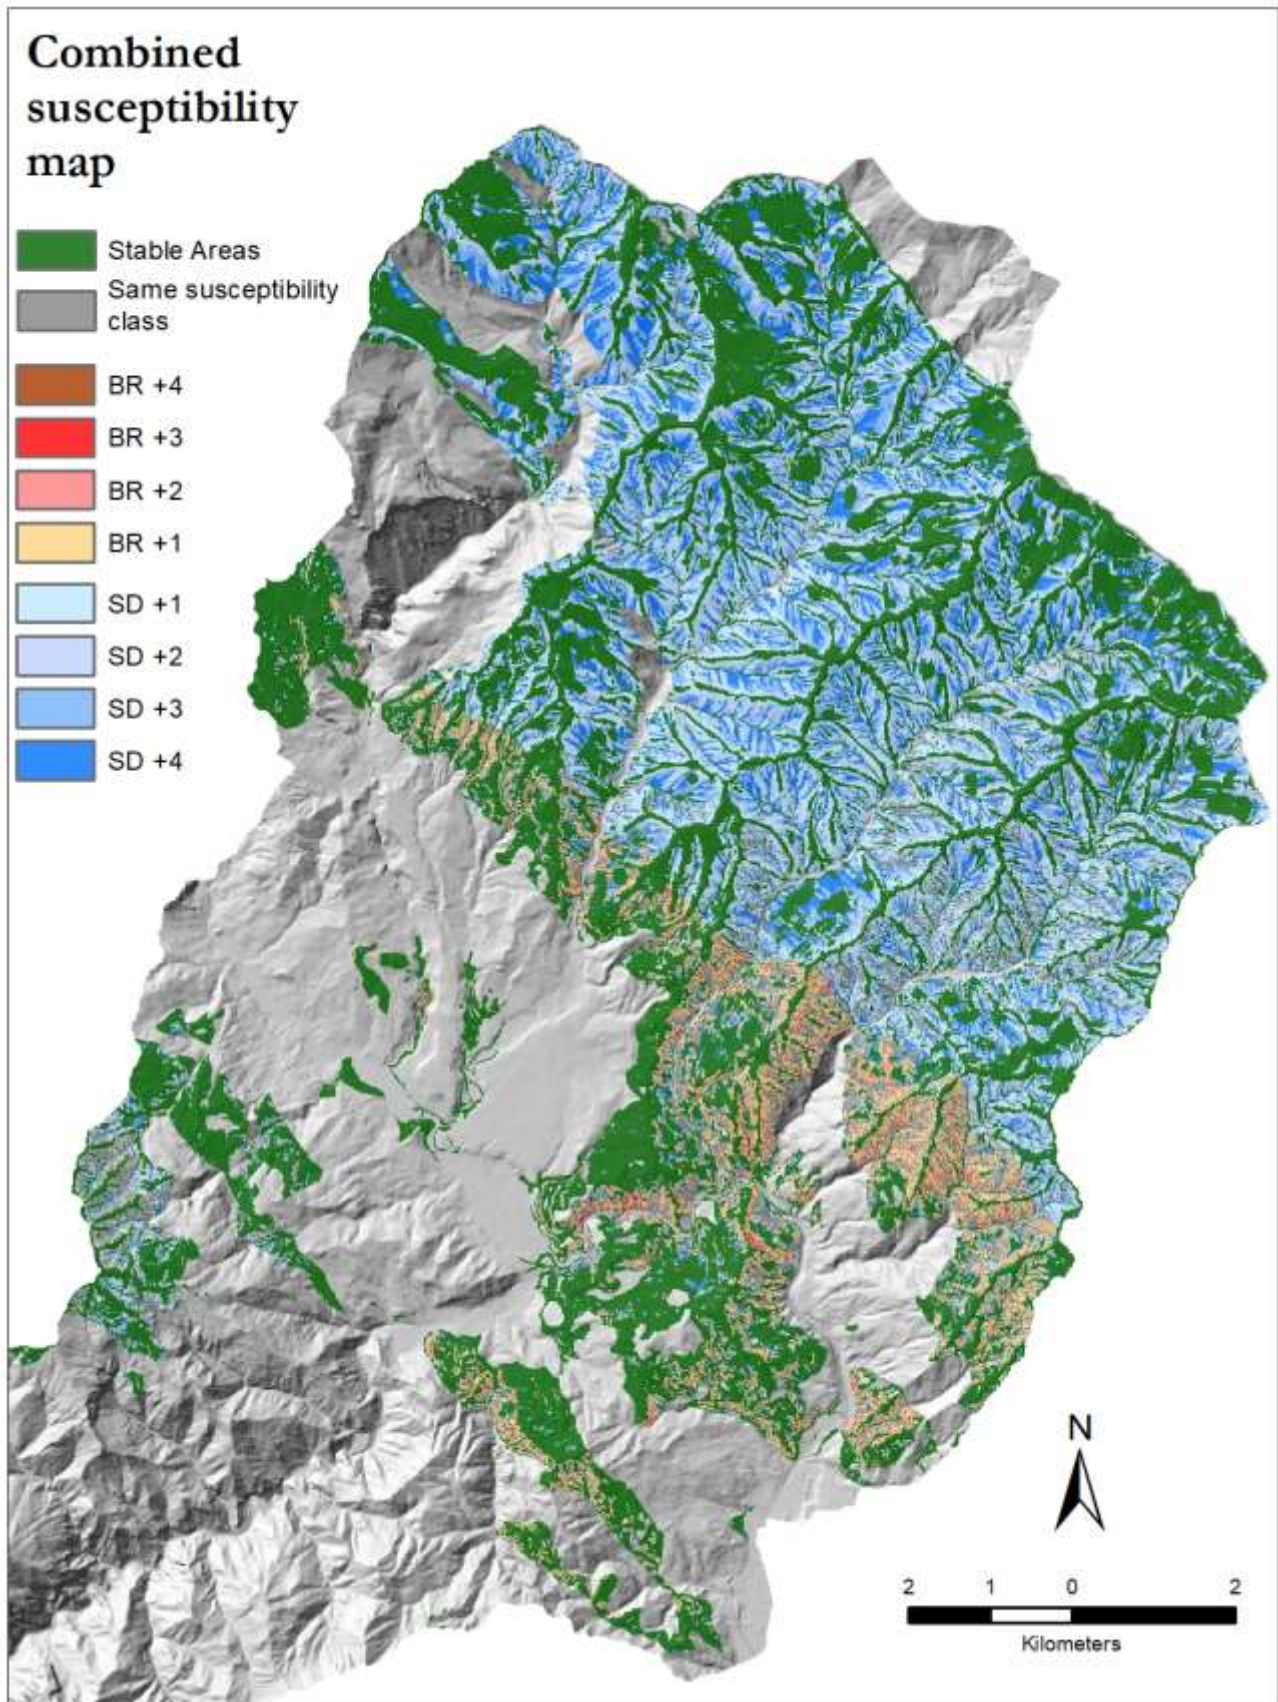 Combined
susceptibility
map
Stable Areas
Same susceptibility
class
BR +4
BR +3
BR +2
BR +1
SD +1
SD +2
SD +3
SD +4
N
2 1 0 2
Kilometers